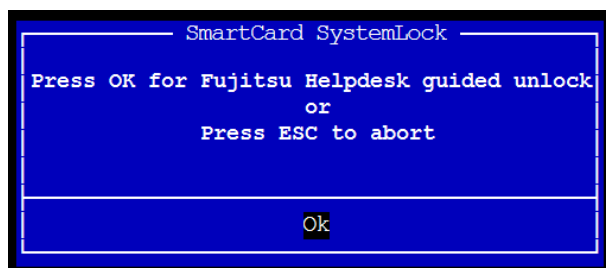 SmartCard SystemLock
Press OK for Fujitsu Helpdesk guided unlock
or
Press ESC to abort
Ok